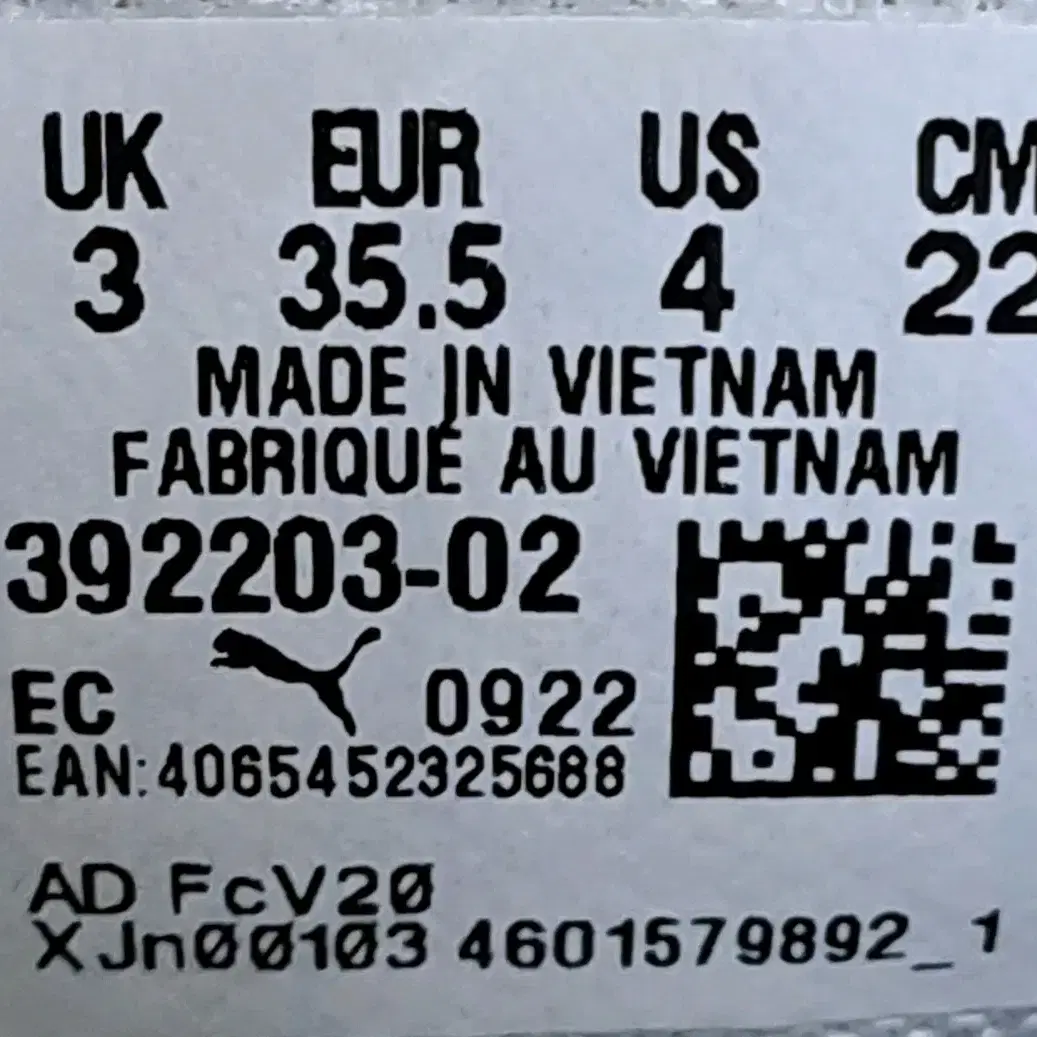 UK EUR US CM
3 35.5 4 22
MADE IN VIETNAM
FABRIQUÉ AU VIETNAM
392203-02
EC 0922
EAN:4065452325688
AD FcV20
XJn00103 4601579892_1